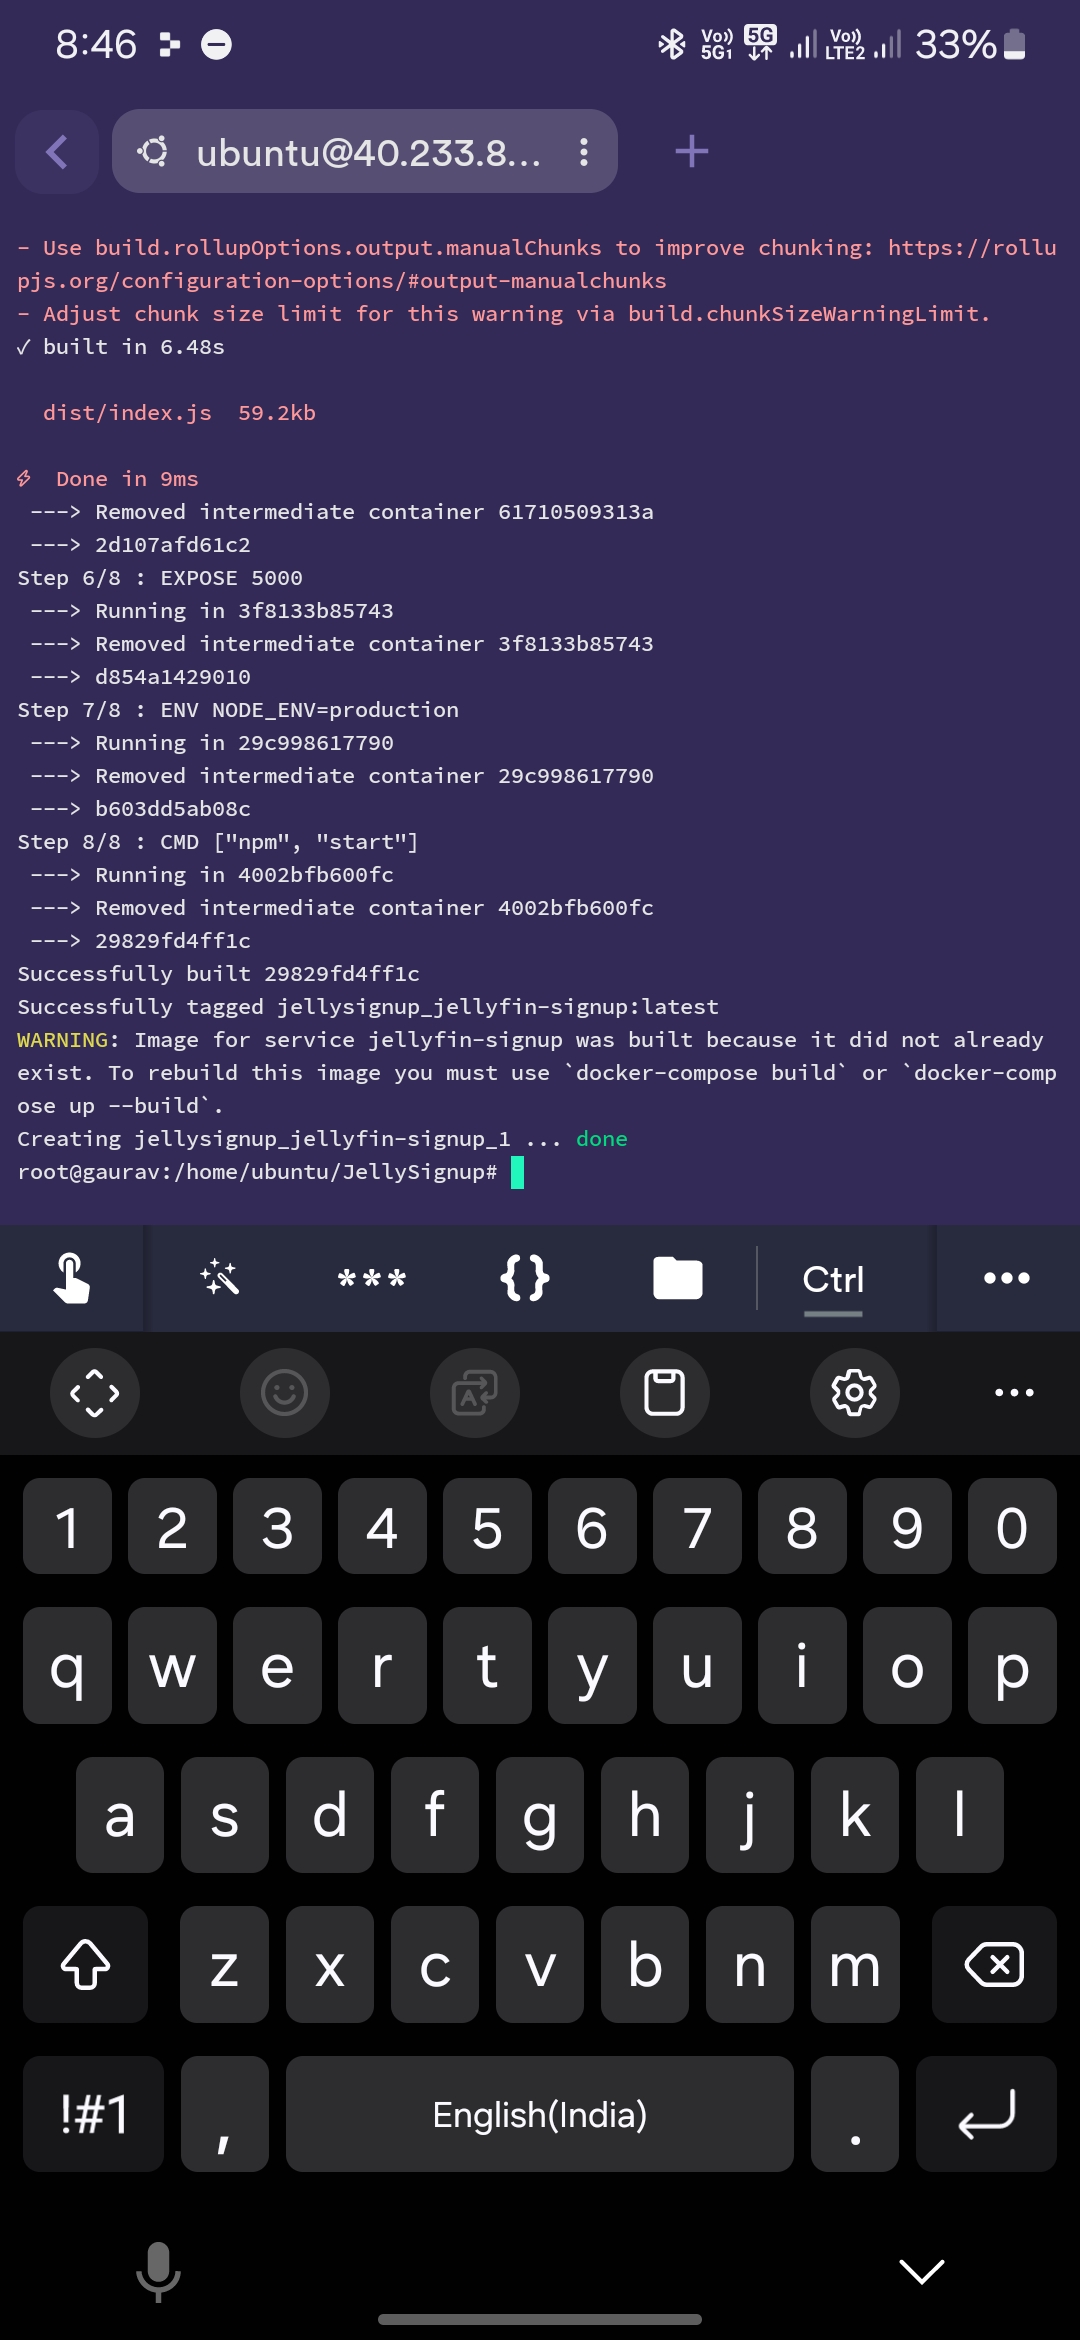 8:46
Vo)) 5G1 5G Vo)) LTE2 33%
ubuntu@40.233.8...
- Use build.rollupOptions.output.manualChunks to improve chunking: https://rollu
pjs.org/configuration-options/#output-manualchunks
- Adjust chunk size limit for this warning via build.chunkSizeWarningLimit.
✓ built in 6.48s
dist/index.js  59.2kb
⚡ Done in 9ms
---> Removed intermediate container 61710509313a
---> 2d107afd61c2
Step 6/8 : EXPOSE 5000
---> Running in 3f8133b85743
---> Removed intermediate container 3f8133b85743
---> d854a1429010
Step 7/8 : ENV NODE_ENV=production
---> Running in 29c998617790
---> Removed intermediate container 29c998617790
---> b603dd5ab08c
Step 8/8 : CMD ["npm", "start"]
---> Running in 4002bfb600fc
---> Removed intermediate container 4002bfb600fc
---> 29829fd4ff1c
Successfully built 29829fd4ff1c
Successfully tagged jellysignup_jellyfin-signup:latest
WARNING: Image for service jellyfin-signup was built because it did not already
exist. To rebuild this image you must use `docker-compose build` or `docker-comp
ose up --build`.
Creating jellysignup_jellyfin-signup_1 ... done
root@gaurav:/home/ubuntu/JellySignup#
*** {} Ctrl
1 2 3 4 5 6 7 8 9 0
q w e r t y u i o p
a s d f g h j k l
z x c v b n m
!#1 , English(India) .